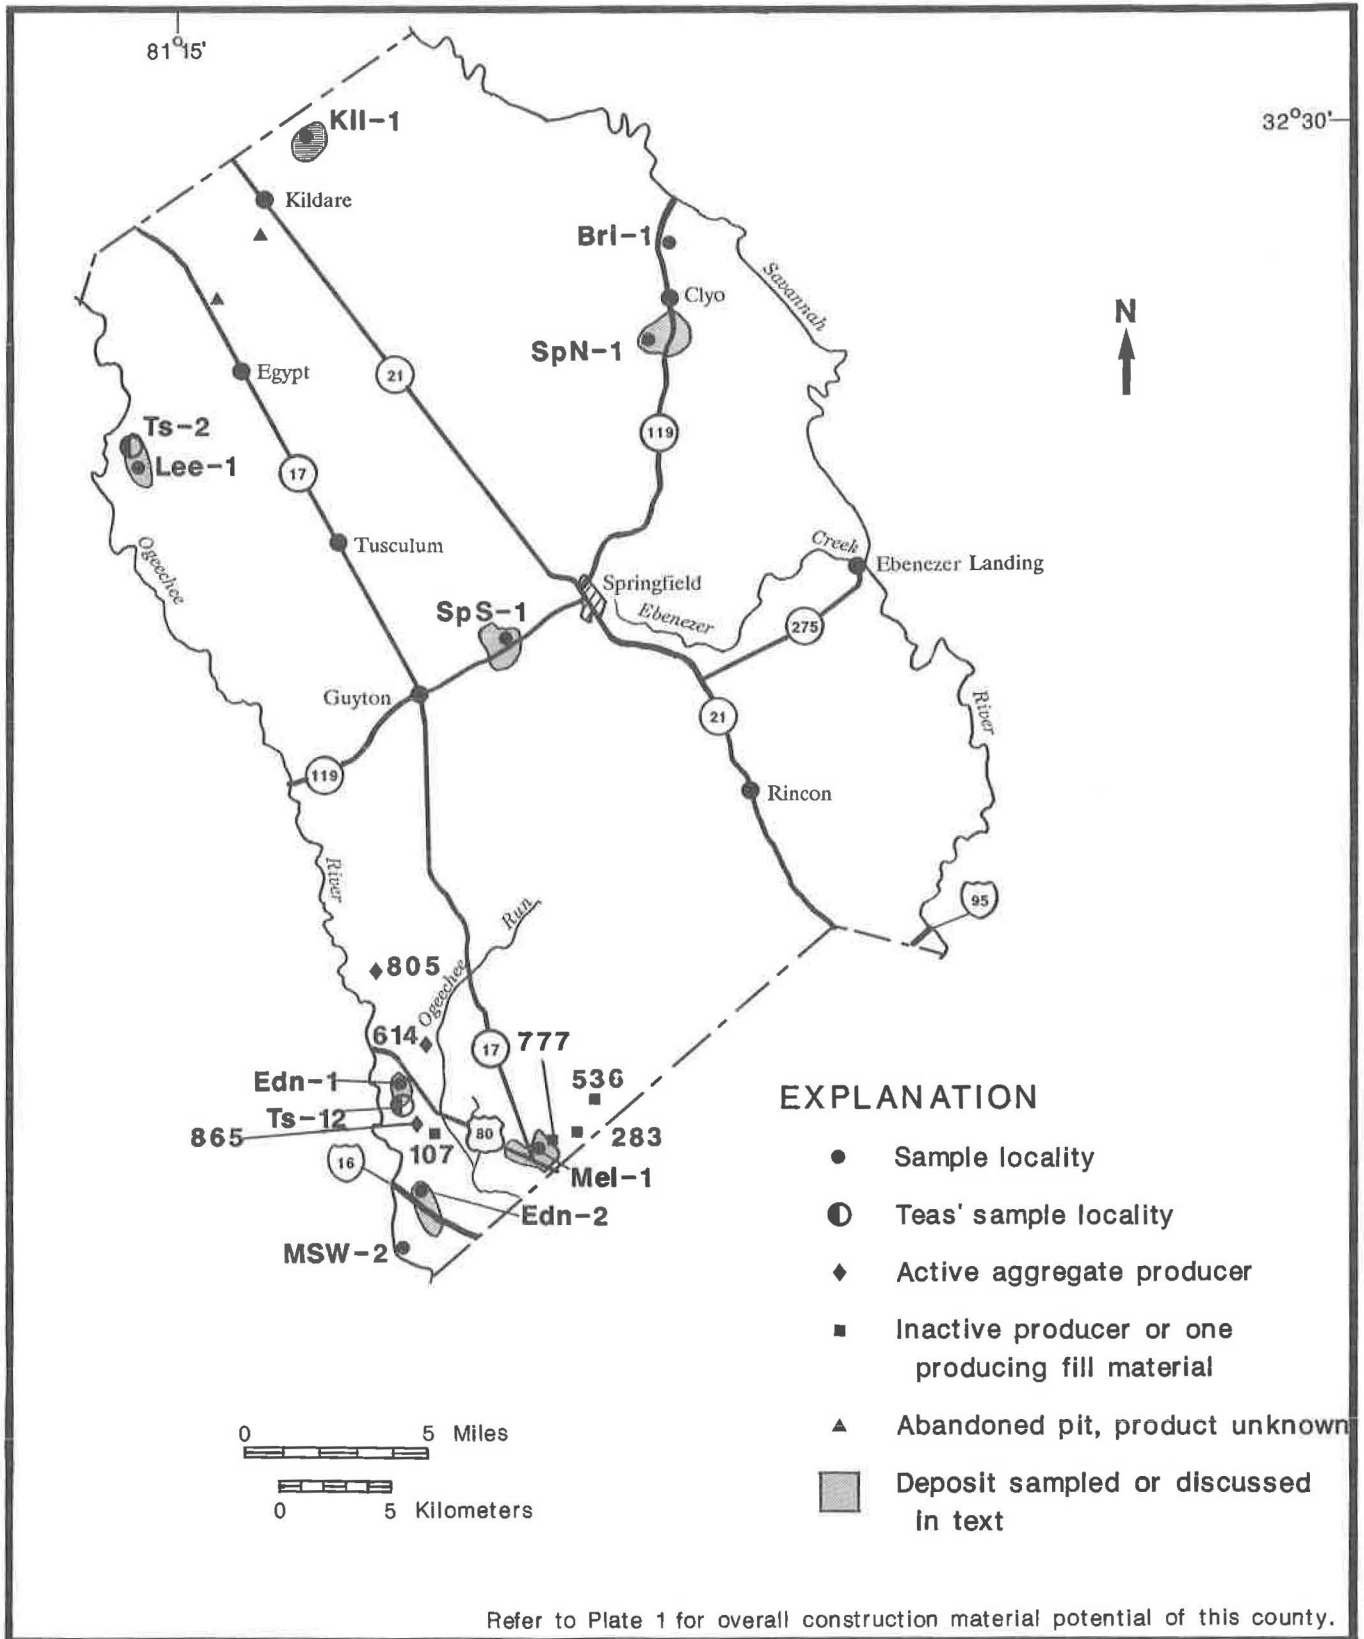 81°15'
32°30'
KII-1
Kildare
Bri-1
Savannah
Clyo
N
SpN-1
Egypt
21
Ts-2
119
Lee-1
17
Ogeechee
Tusculum
Creek
Ebenezer Landing
Springfield
SpS-1
Ebenezer
275
Guyton
21
River
119
Rincon
River
95
Run
805
Ogeechee
614
17
777
536
Edn-1
Ts-12
865
80
283
107
16
Mel-1
Edn-2
MSW-2
EXPLANATION
Sample locality
Teas' sample locality
Active aggregate producer
Inactive producer or one
producing fill material
Abandoned pit, product unknown
Deposit sampled or discussed
in text
0 5 Miles
0 5 Kilometers
Refer to Plate 1 for overall construction material potential of this county.